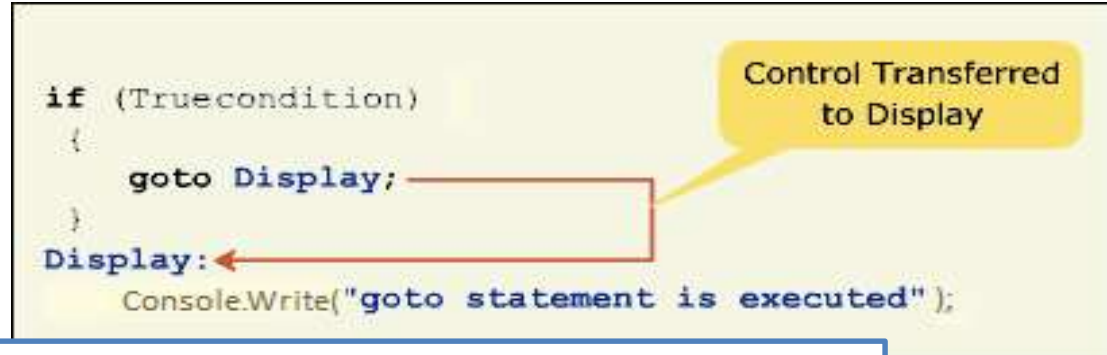 if (Truecondition)
{
goto Display;
}
Display:
Console.Write("goto statement is executed");
Control Transferred
to Display